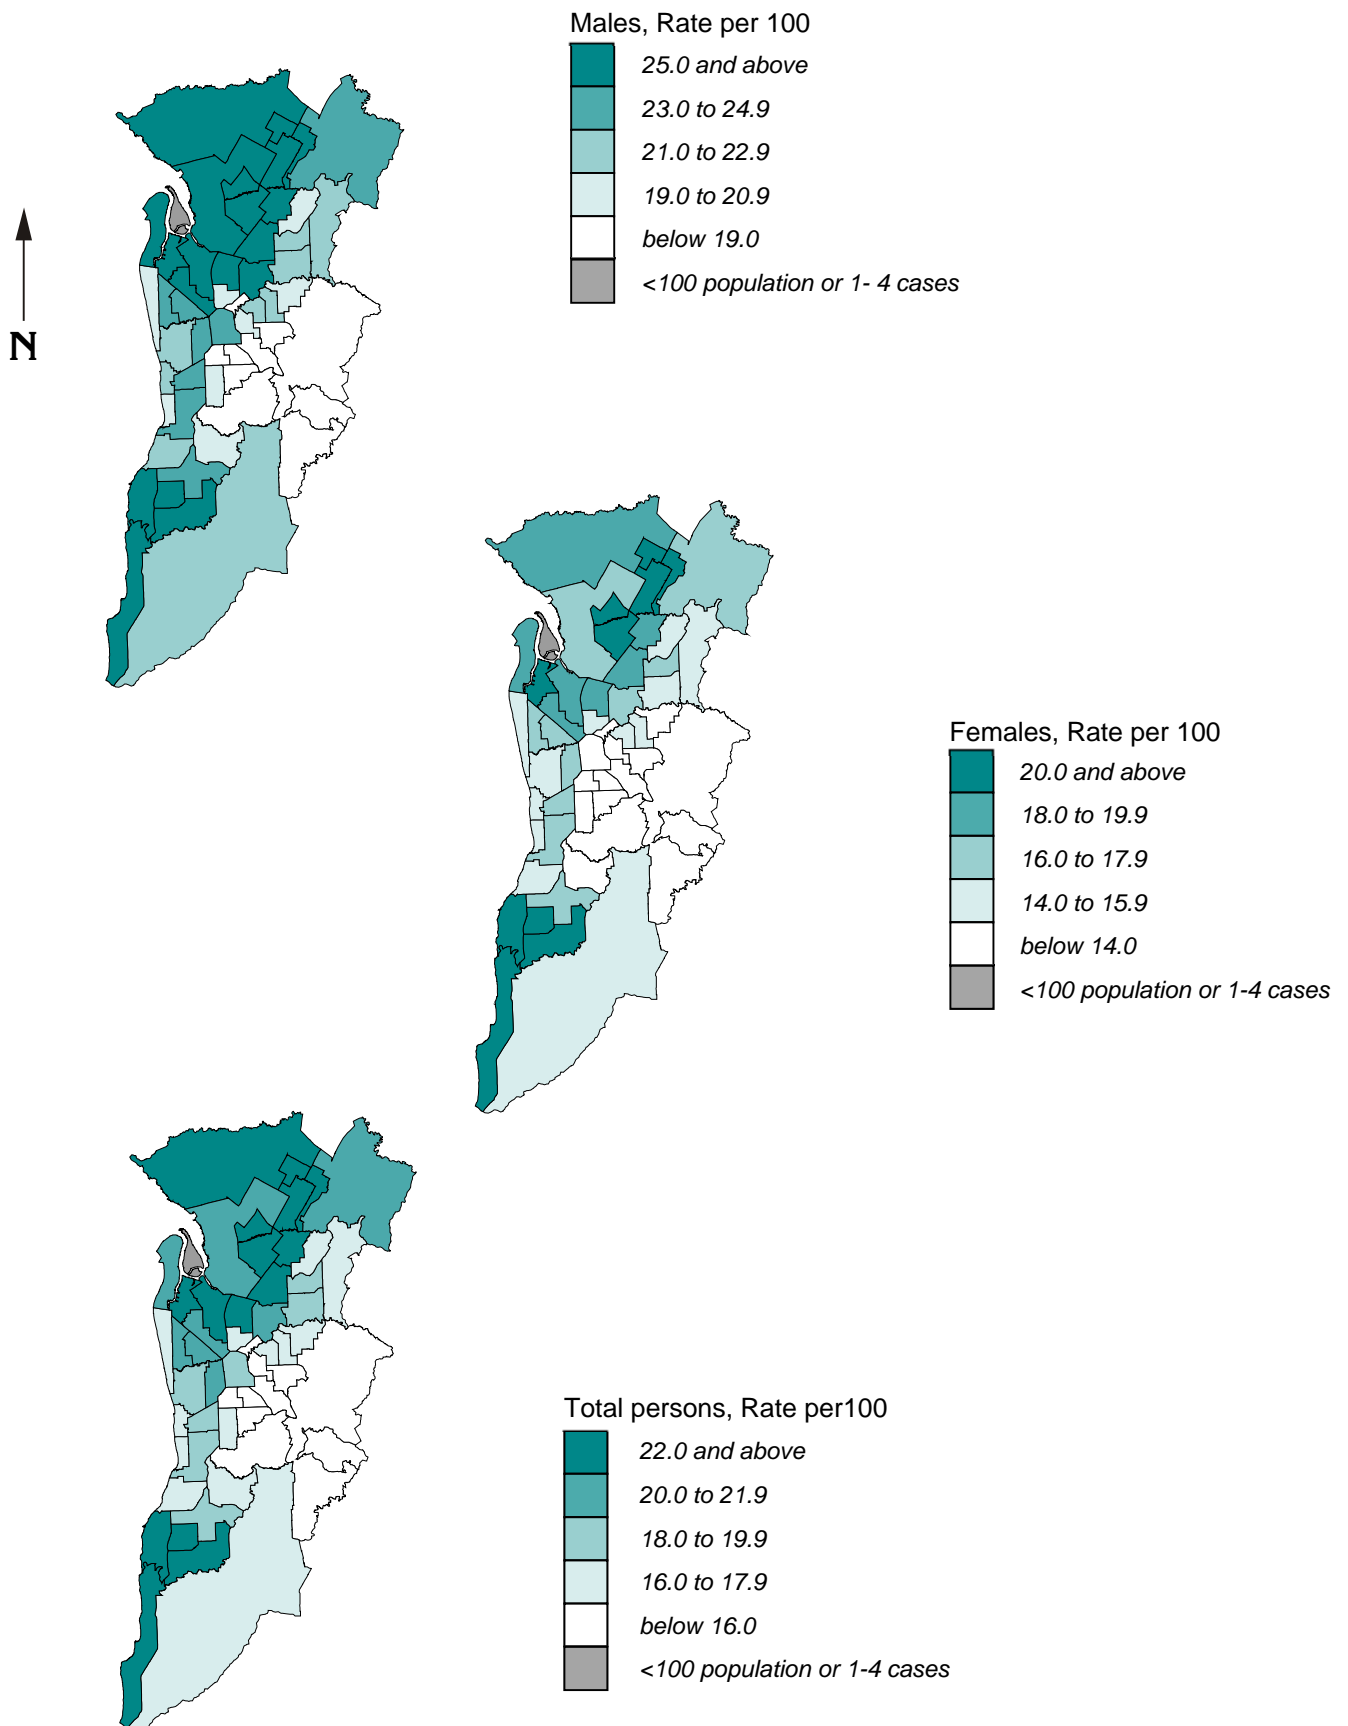 Males, Rate per 100
25.0 and above
23.0 to 24.9
21.0 to 22.9
19.0 to 20.9
below 19.0
<100 population or 1- 4 cases
N
Females, Rate per 100
20.0 and above
18.0 to 19.9
16.0 to 17.9
14.0 to 15.9
below 14.0
<100 population or 1-4 cases
Total persons, Rate per100
22.0 and above
20.0 to 21.9
18.0 to 19.9
16.0 to 17.9
below 16.0
<100 population or 1-4 cases